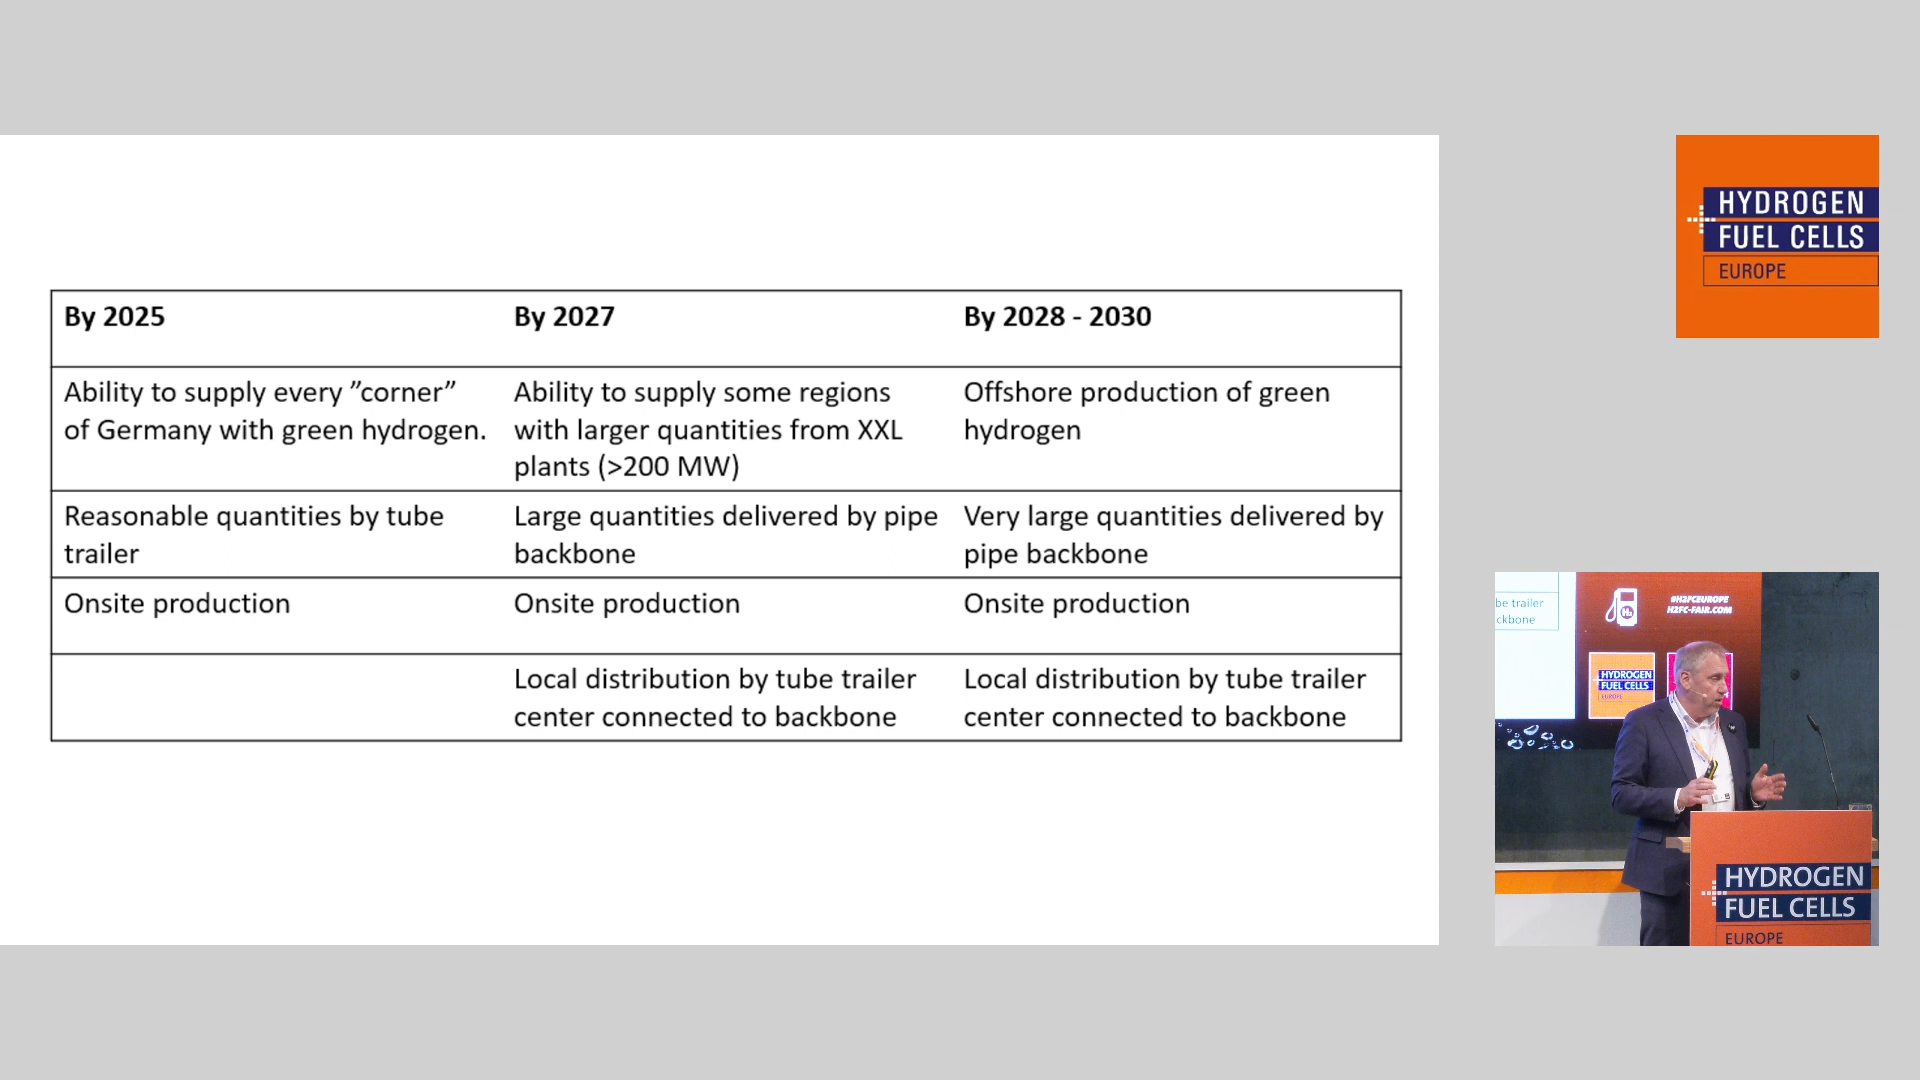 By 2025
By 2027
By 2028 - 2030
Ability to supply every ”corner”
of Germany with green hydrogen.
Ability to supply some regions
with larger quantities from XXL
plants (>200 MW)
Offshore production of green
hydrogen
Reasonable quantities by tube
trailer
Large quantities delivered by pipe
backbone
Very large quantities delivered by
pipe backbone
Onsite production
Onsite production
Onsite production
Local distribution by tube trailer
center connected to backbone
Local distribution by tube trailer
center connected to backbone
HYDROGEN
FUEL CELLS
EUROPE
be trailer
ckbone
H2
#H2FCEUROPE
H2FC-FAIR.COM
HYDROGEN
FUEL CELLS
EUROPE
HYDROGEN
FUEL CELLS
EUROPE